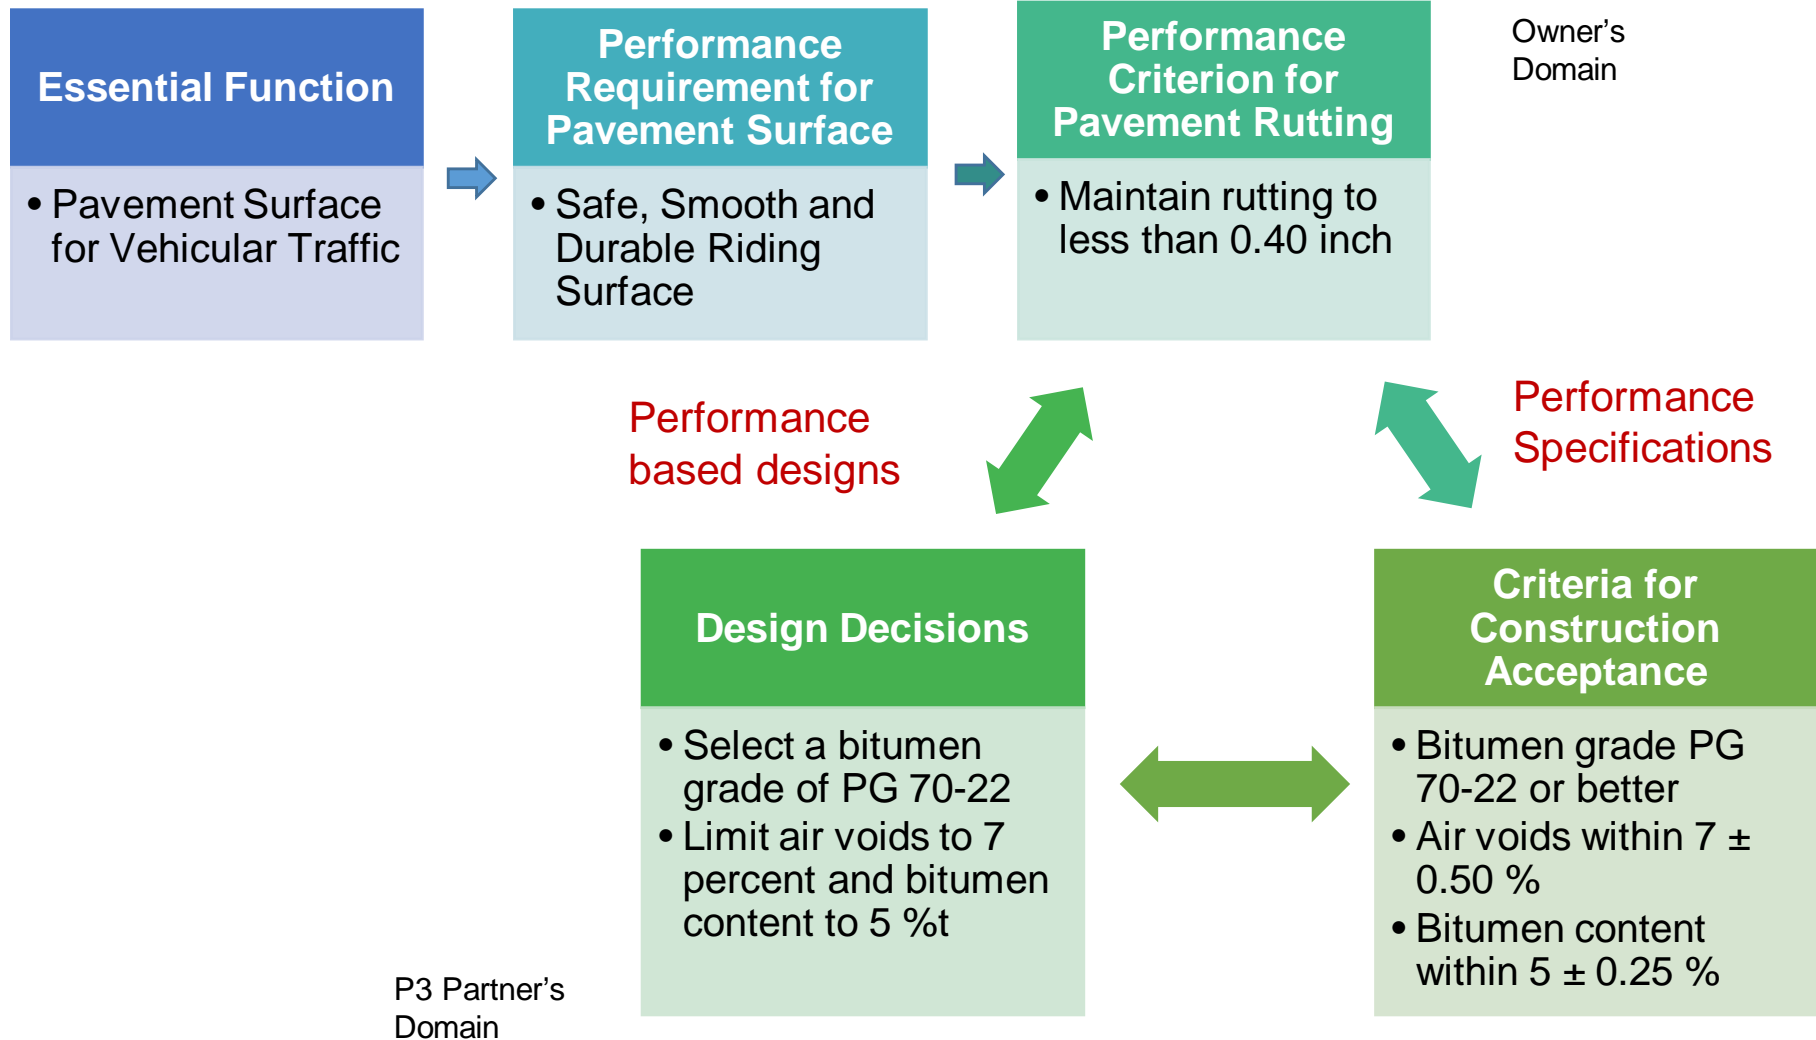 Essential Function
• Pavement Surface
for Vehicular Traffic
Performance
Requirement for
Pavement Surface
• Safe, Smooth and
Durable Riding
Surface
Performance
Criterion for
Pavement Rutting
• Maintain rutting to
less than 0.40 inch
Owner’s
Domain
Performance
based designs
Performance
Specifications
Design Decisions
• Select a bitumen
grade of PG 70-22
• Limit air voids to 7
percent and bitumen
content to 5 %t
Criteria for
Construction
Acceptance
• Bitumen grade PG
70-22 or better
• Air voids within 7 ±
0.50 %
• Bitumen content
within 5 ± 0.25 %
P3 Partner’s
Domain